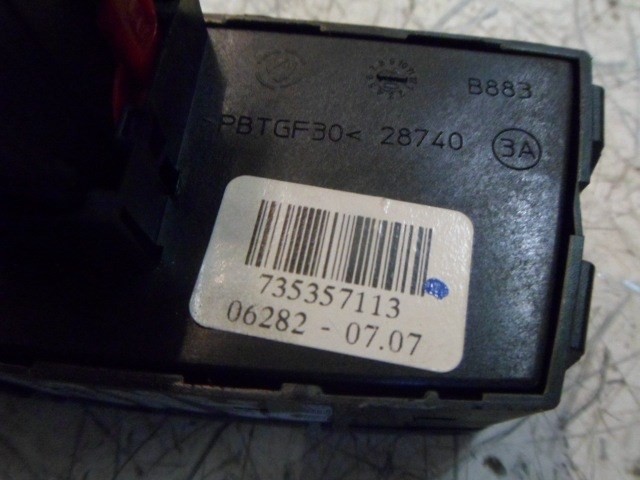 B883
>PBTGF30< 28740 3A
735357113
06282 - 07.07